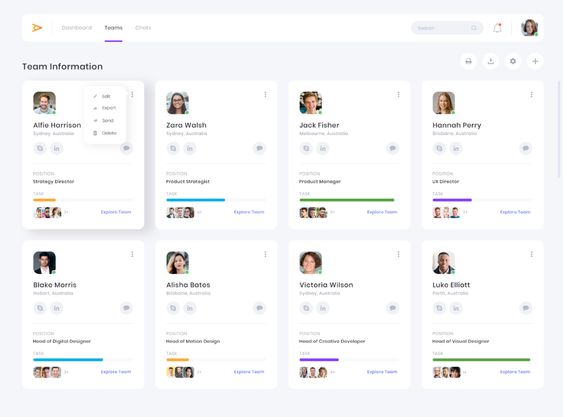 Dashboard Teams Chats Search
Team Information
Edit
Export
Send
Delete
Alfie Harrison
Sydney, Australia
POSITION
Strategy Director
TASK
Explore Team
Zara Walsh
Sydney, Australia
POSITION
Product Strategist
TASK
Explore Team
Jack Fisher
Melbourne, Australia
POSITION
Product Manager
TASK
Explore Team
Hannah Perry
Brisbane, Australia
POSITION
UX Director
TASK
Explore Team
Blake Morris
Hobart, Australia
POSITION
Head of Digital Designer
TASK
Explore Team
Alisha Bates
Brisbane, Australia
POSITION
Head of Motion Design
TASK
Explore Team
Victoria Wilson
Sydney, Australia
POSITION
Head of Creative Developer
TASK
Explore Team
Luke Elliott
Perth, Australia
POSITION
Head of Visual Designer
TASK
Explore Team